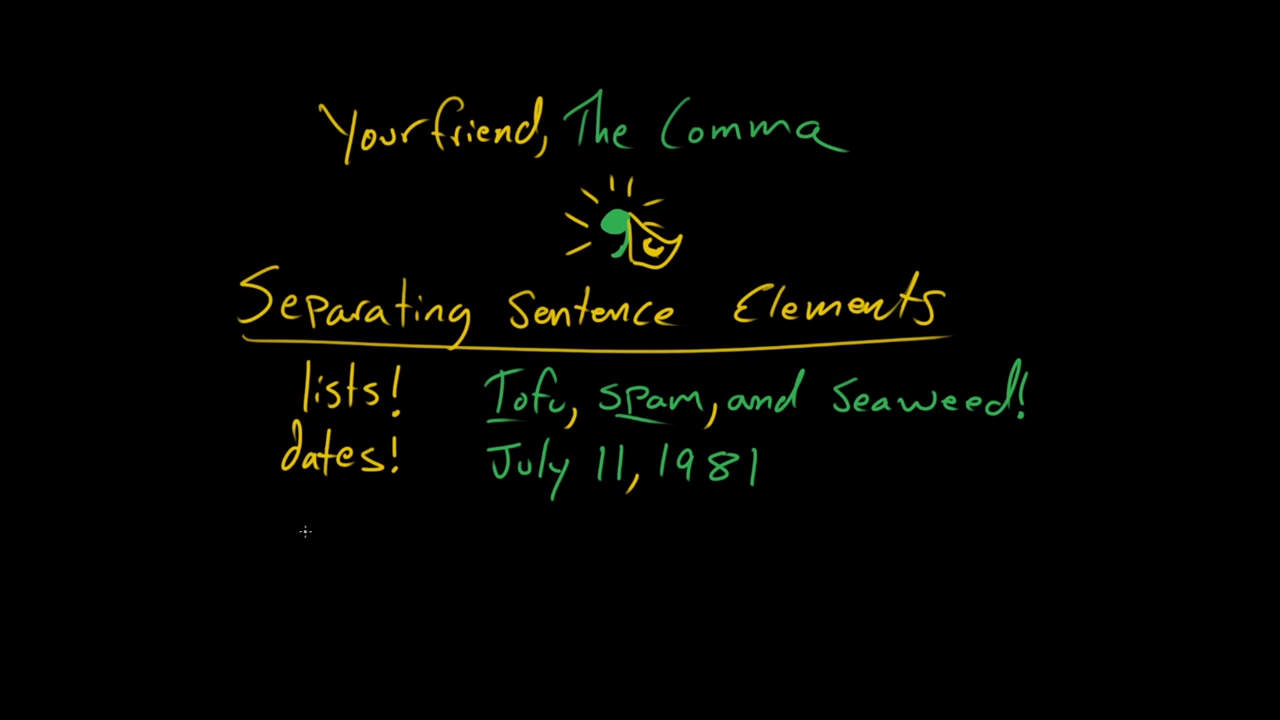 Your friend, The Comma
Separating Sentence Elements
lists! Tofu, spam, and seaweed!
dates! July 11, 1981